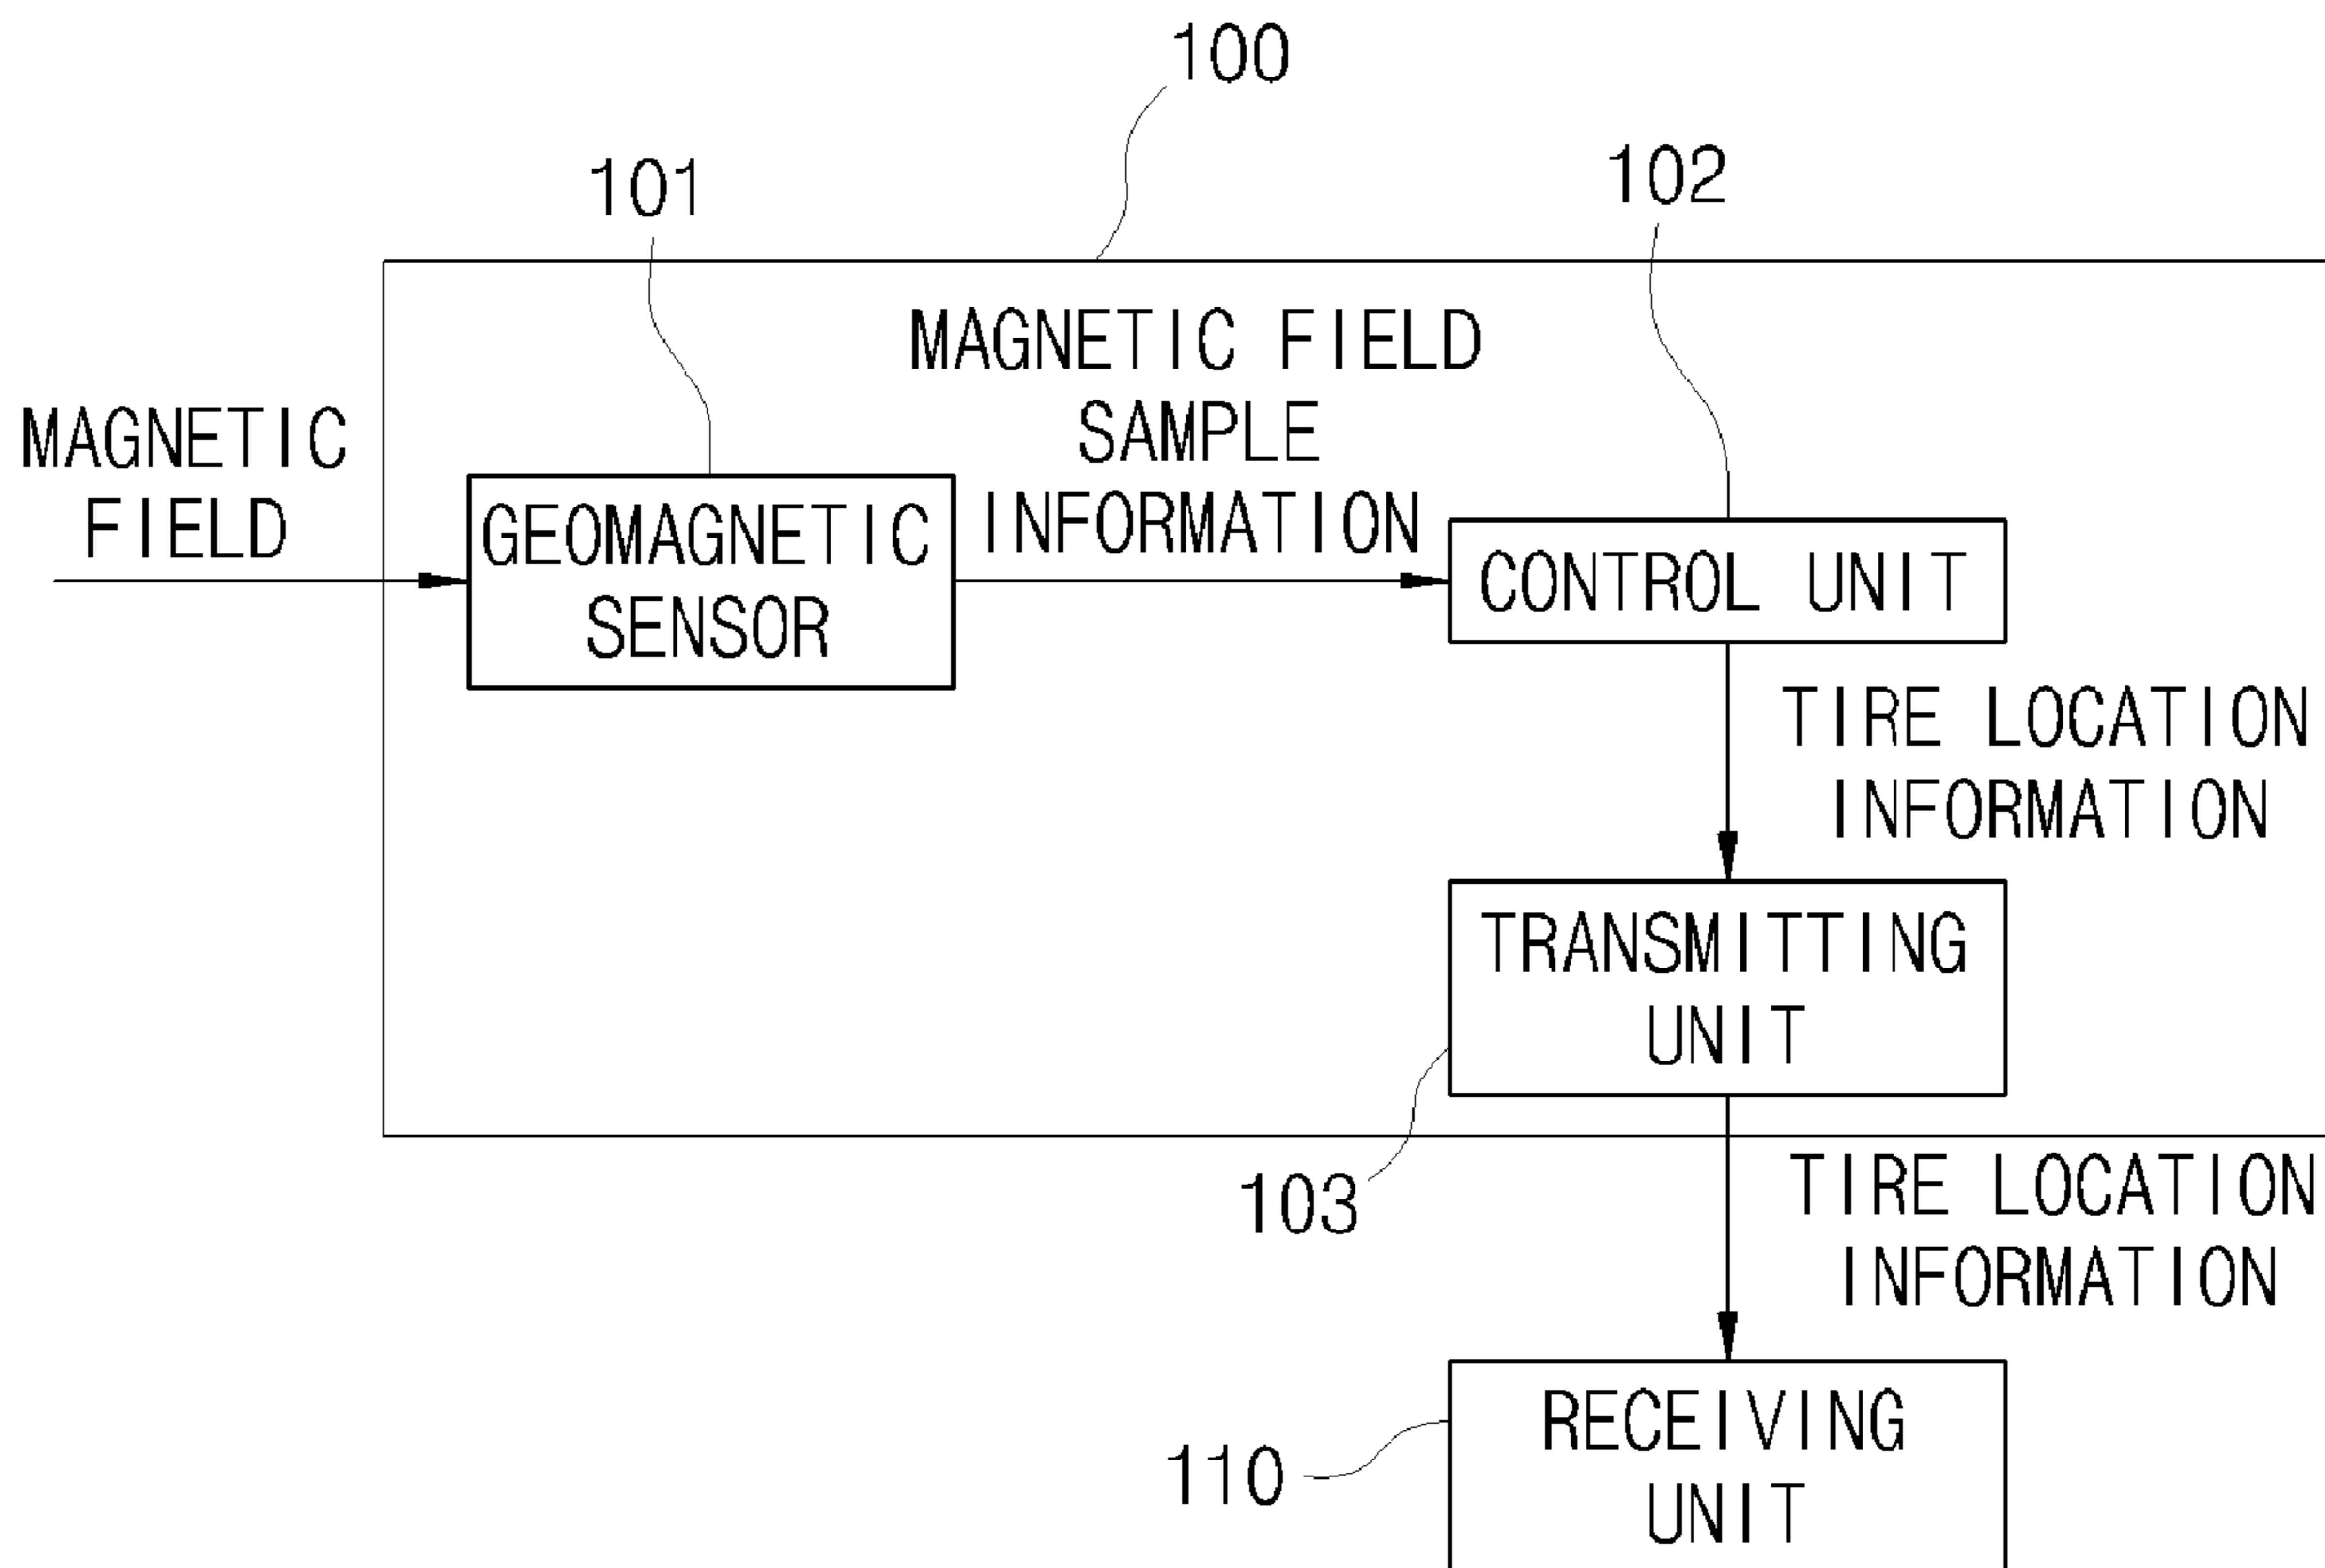 100
101
102
MAGNETIC FIELD
SAMPLE
INFORMATION
MAGNETIC
FIELD
GEOMAGNETIC
SENSOR
CONTROL UNIT
TIRE LOCATION
INFORMATION
TRANSMITTING
UNIT
103
TIRE LOCATION
INFORMATION
RECEIVING
UNIT
110